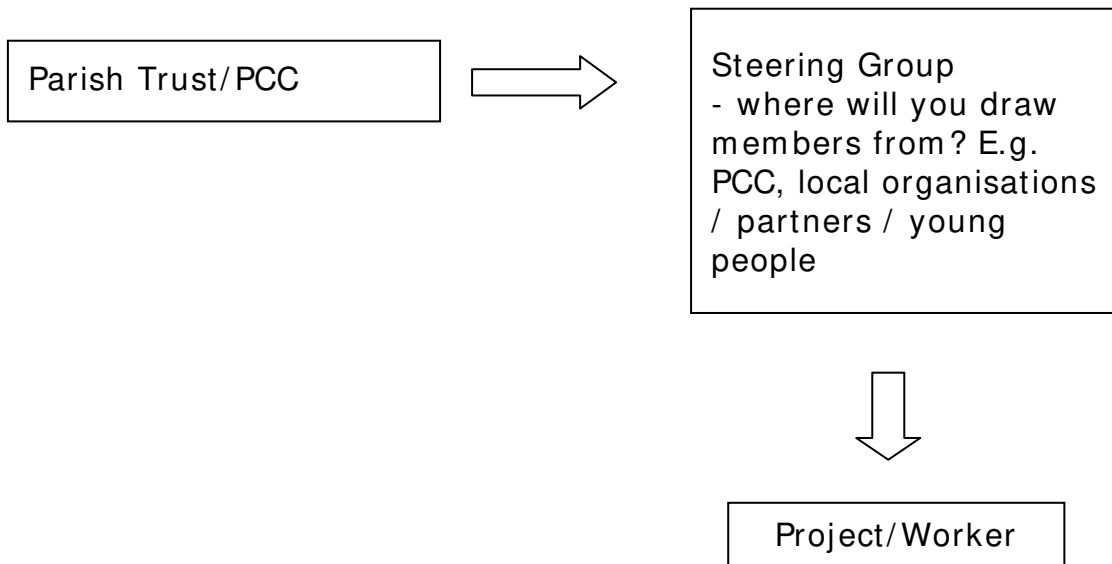 Parish Trust/PCC
Steering Group
- where will you draw
members from? E.g.
PCC, local organisations
/ partners / young
people
Project/Worker